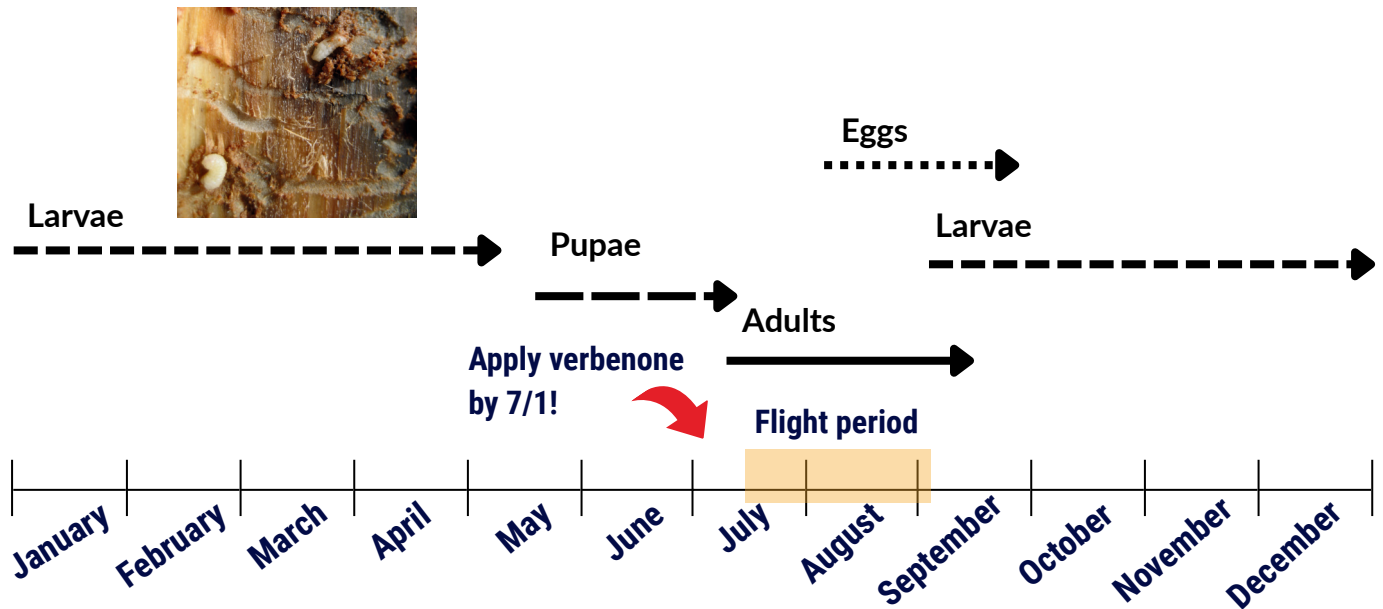 Eggs
Larvae
Larvae
Pupae
Adults
Apply verbenone
by 7/1!
Flight period
January
February
March
April
May
June
July
August
September
October
November
December